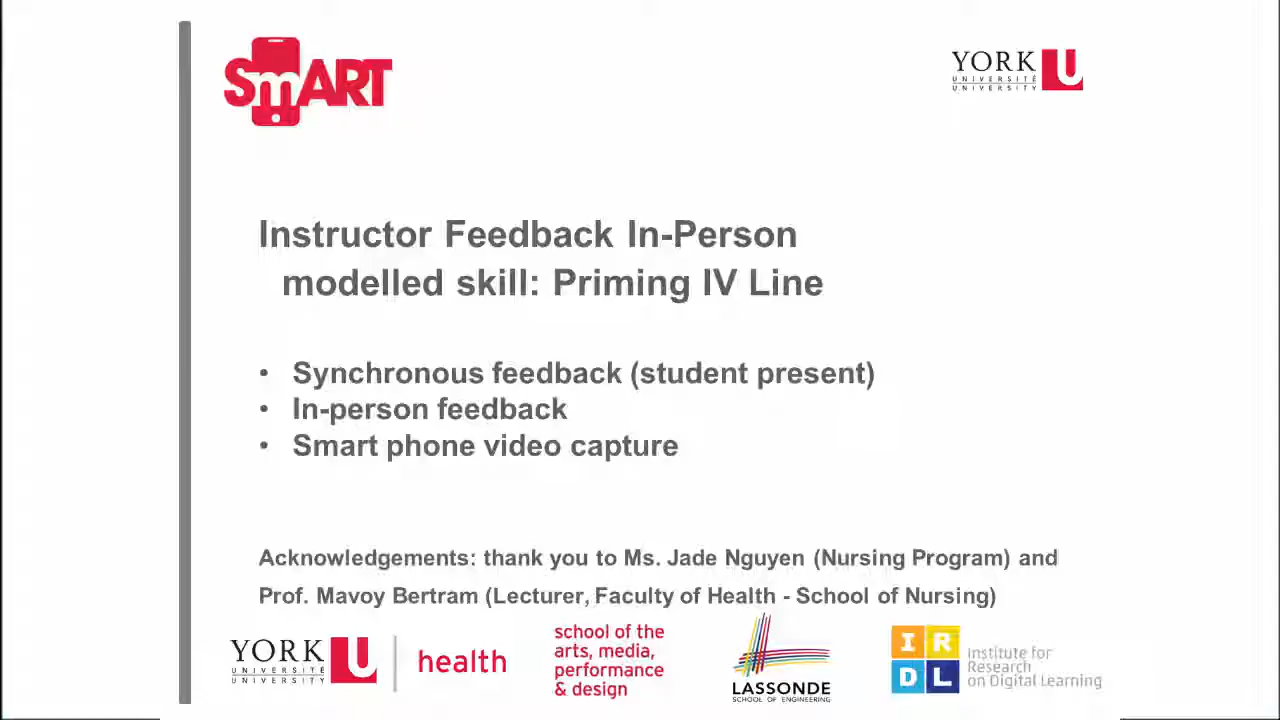 SmART
YORK U
UNIVERSITÉ
UNIVERSITY
Instructor Feedback In-Person
modelled skill: Priming IV Line
• Synchronous feedback (student present)
• In-person feedback
• Smart phone video capture
Acknowledgements: thank you to Ms. Jade Nguyen (Nursing Program) and
Prof. Mavoy Bertram (Lecturer, Faculty of Health - School of Nursing)
YORK U
UNIVERSITÉ
UNIVERSITY
health
school of the
arts, media,
performance
& design
LASSONDE
SCHOOL OF ENGINEERING
IR
DL
Institute for
Research
on Digital Learning